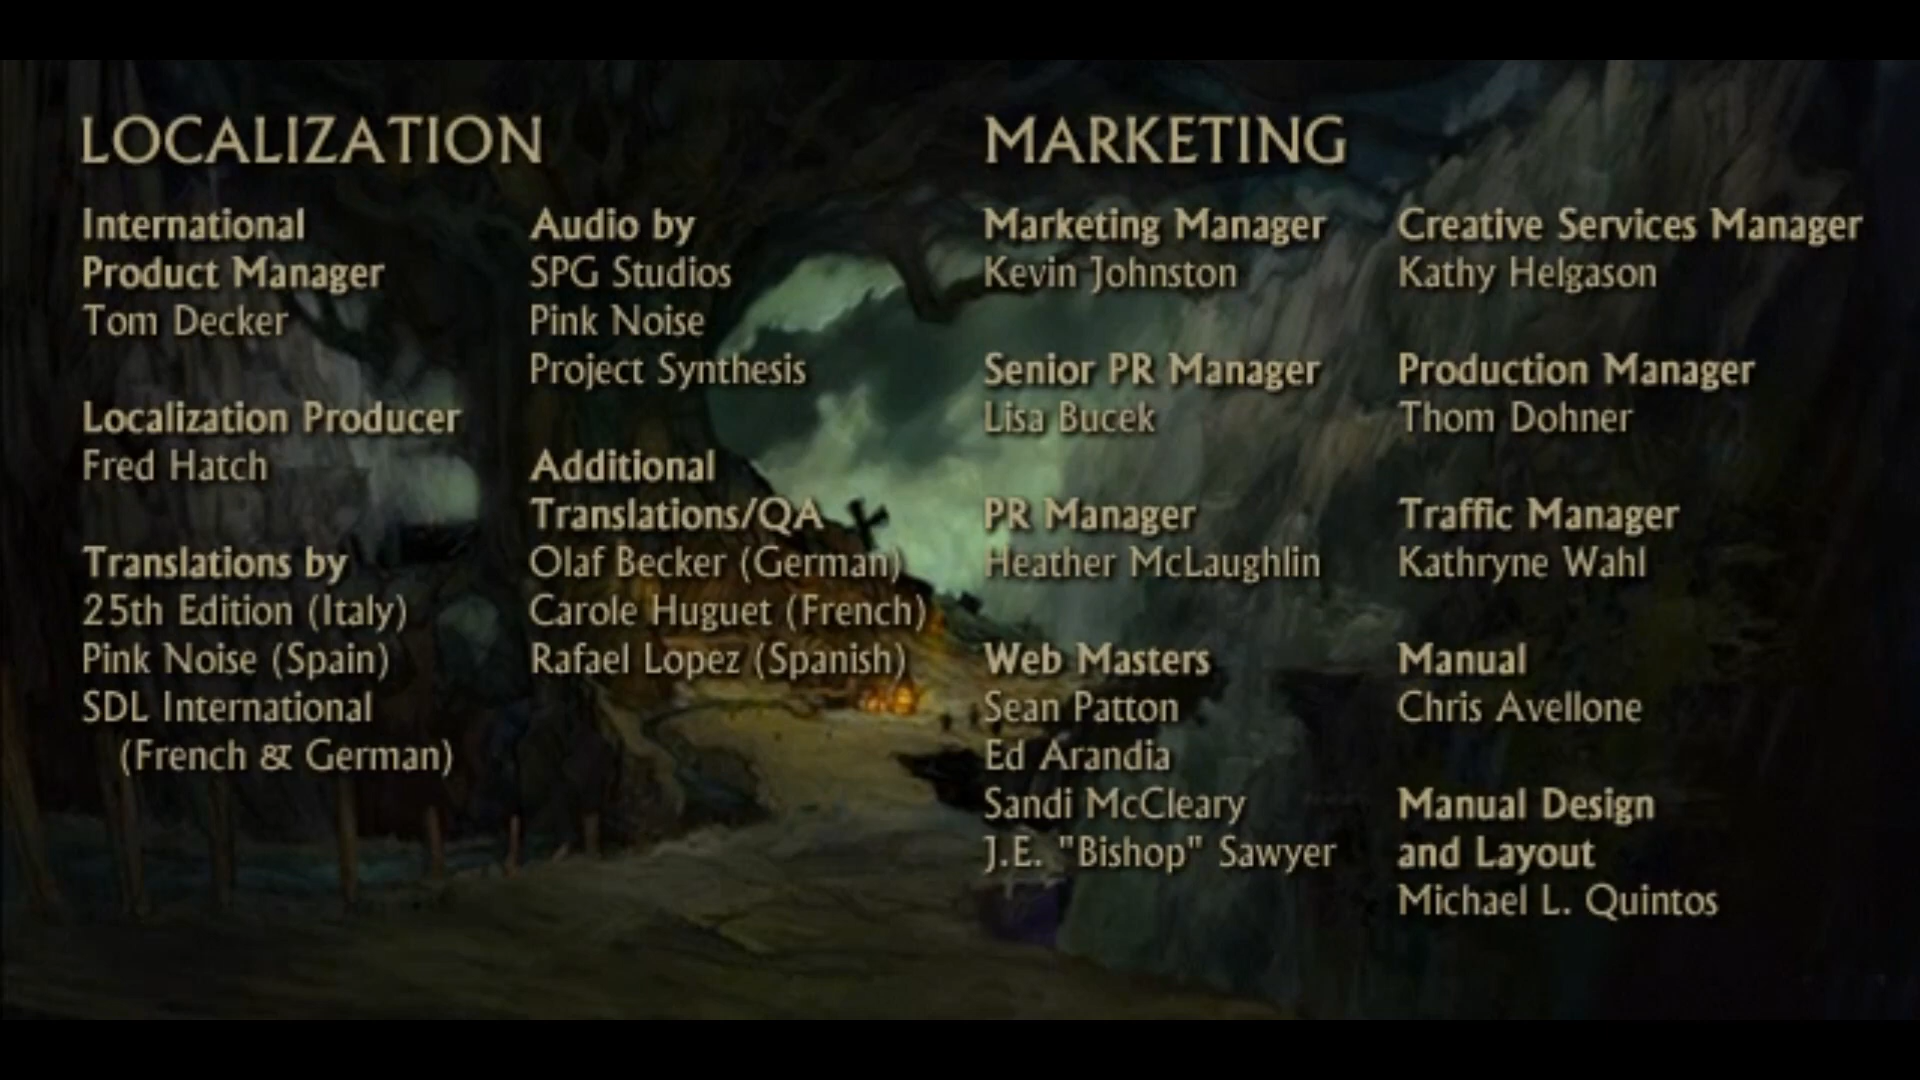 LOCALIZATION
International
Product Manager
Tom Decker
Localization Producer
Fred Hatch
Translations by
25th Edition (Italy)
Pink Noise (Spain)
SDL International
(French & German)
Audio by
SPG Studios
Pink Noise
Project Synthesis
Additional
Translations/QA
Olaf Becker (German)
Carole Huguet (French)
Rafael Lopez (Spanish)
MARKETING
Marketing Manager
Kevin Johnston
Senior PR Manager
Lisa Bucek
PR Manager
Heather McLaughlin
Web Masters
Sean Patton
Ed Arandia
Sandi McCleary
J.E. "Bishop" Sawyer
Creative Services Manager
Kathy Helgason
Production Manager
Thom Dohner
Traffic Manager
Kathryne Wahl
Manual
Chris Avellone
Manual Design
and Layout
Michael L. Quintos